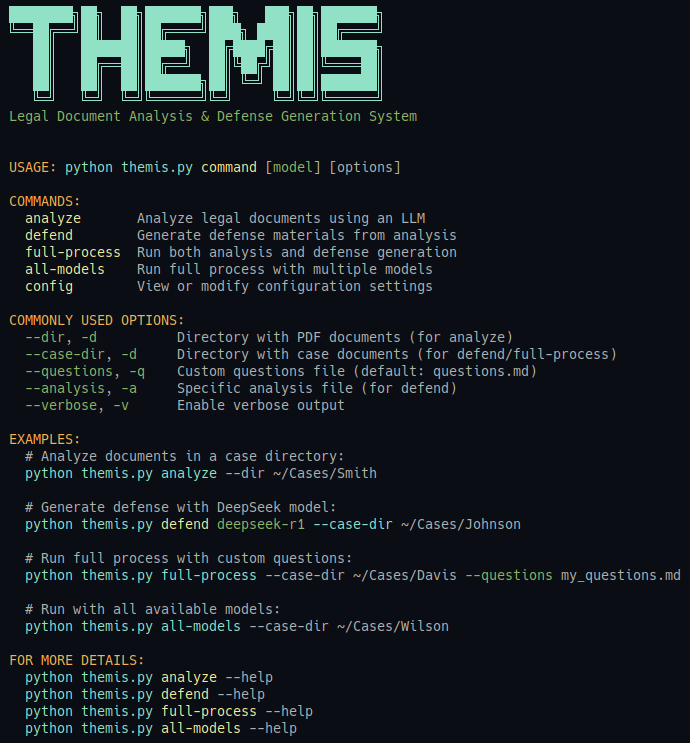 THEMIS
Legal Document Analysis & Defense Generation System
USAGE: python themis.py command [model] [options]
COMMANDS:
analyze Analyze legal documents using an LLM
defend Generate defense materials from analysis
full-process Run both analysis and defense generation
all-models Run full process with multiple models
config View or modify configuration settings
COMMONLY USED OPTIONS:
--dir, -d Directory with PDF documents (for analyze)
--case-dir, -d Directory with case documents (for defend/full-process)
--questions, -q Custom questions file (default: questions.md)
--analysis, -a Specific analysis file (for defend)
--verbose, -v Enable verbose output
EXAMPLES:
# Analyze documents in a case directory:
python themis.py analyze --dir ~/Cases/Smith
# Generate defense with DeepSeek model:
python themis.py defend deepseek-r1 --case-dir ~/Cases/Johnson
# Run full process with custom questions:
python themis.py full-process --case-dir ~/Cases/Davis --questions my_questions.md
# Run with all available models:
python themis.py all-models --case-dir ~/Cases/Wilson
FOR MORE DETAILS:
python themis.py analyze --help
python themis.py defend --help
python themis.py full-process --help
python themis.py all-models --help